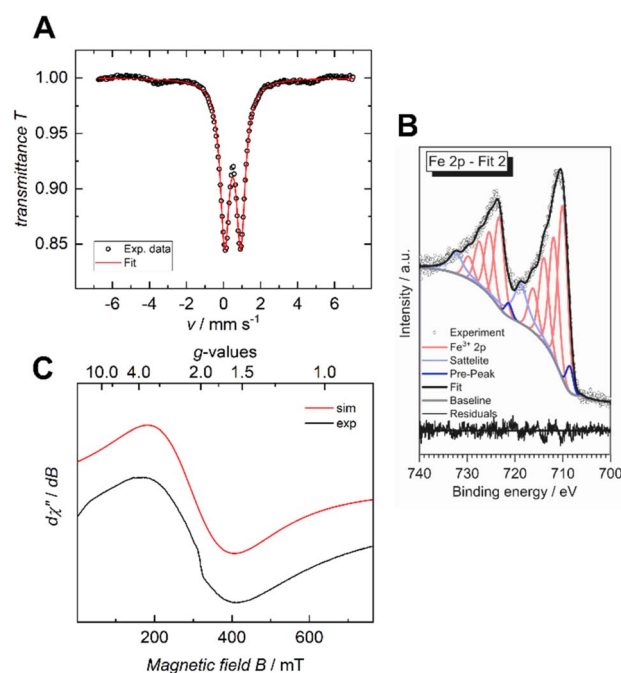 A
1.00
0.95
0.90
0.85
transmittance T
Exp. data
Fit
-6 -4 -2 0 2 4 6
v / mm s⁻¹
B
Fe 2p - Fit 2
Intensity / a.u.
Experiment
Fe³⁺ 2p
Sattelite
Pre-Peak
Fit
Baseline
Residuals
740 730 720 710 700
Binding energy / eV
C
g-values
10.0 4.0 2.0 1.5 1.0
sim
exp
dχ'' / dB
200 400 600
Magnetic field B / mT